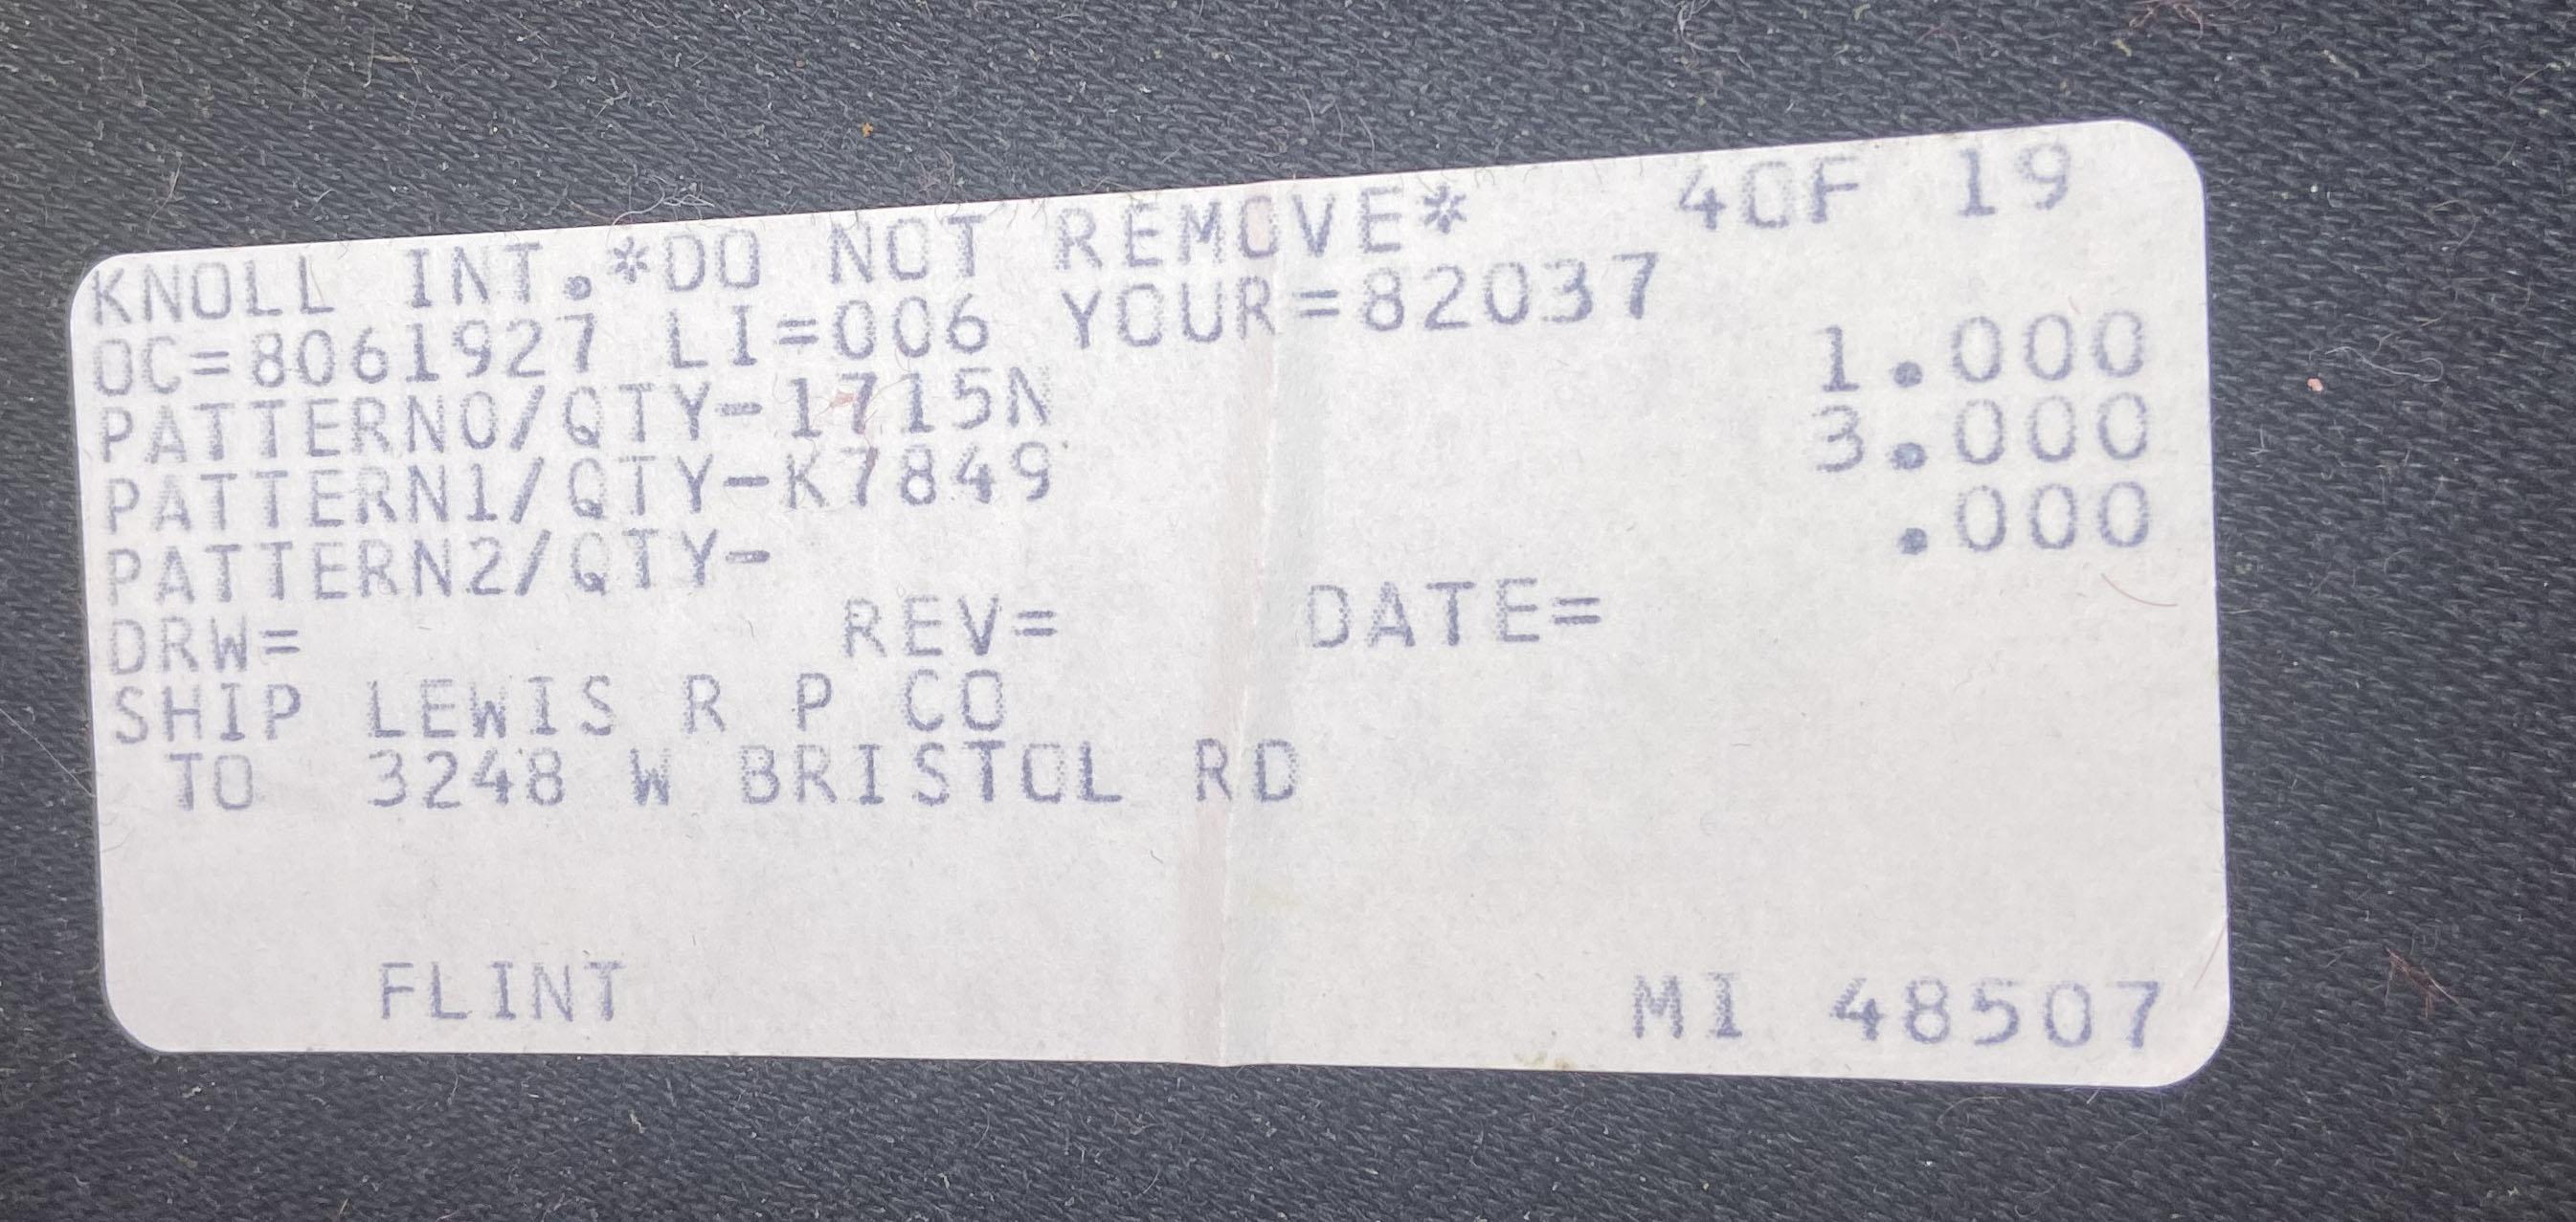 KNOLL INT.*DO NOT REMOVE* 4OF 19
OC=8061927 LI=006 YOUR=82037
PATTERN0/QTY-1715N 1.000
PATTERN1/QTY-K7849 3.000
PATTERN2/QTY- .000
DRW= REV= DATE=
SHIP LEWIS R P CO
TO 3248 W BRISTOL RD
FLINT MI 48507